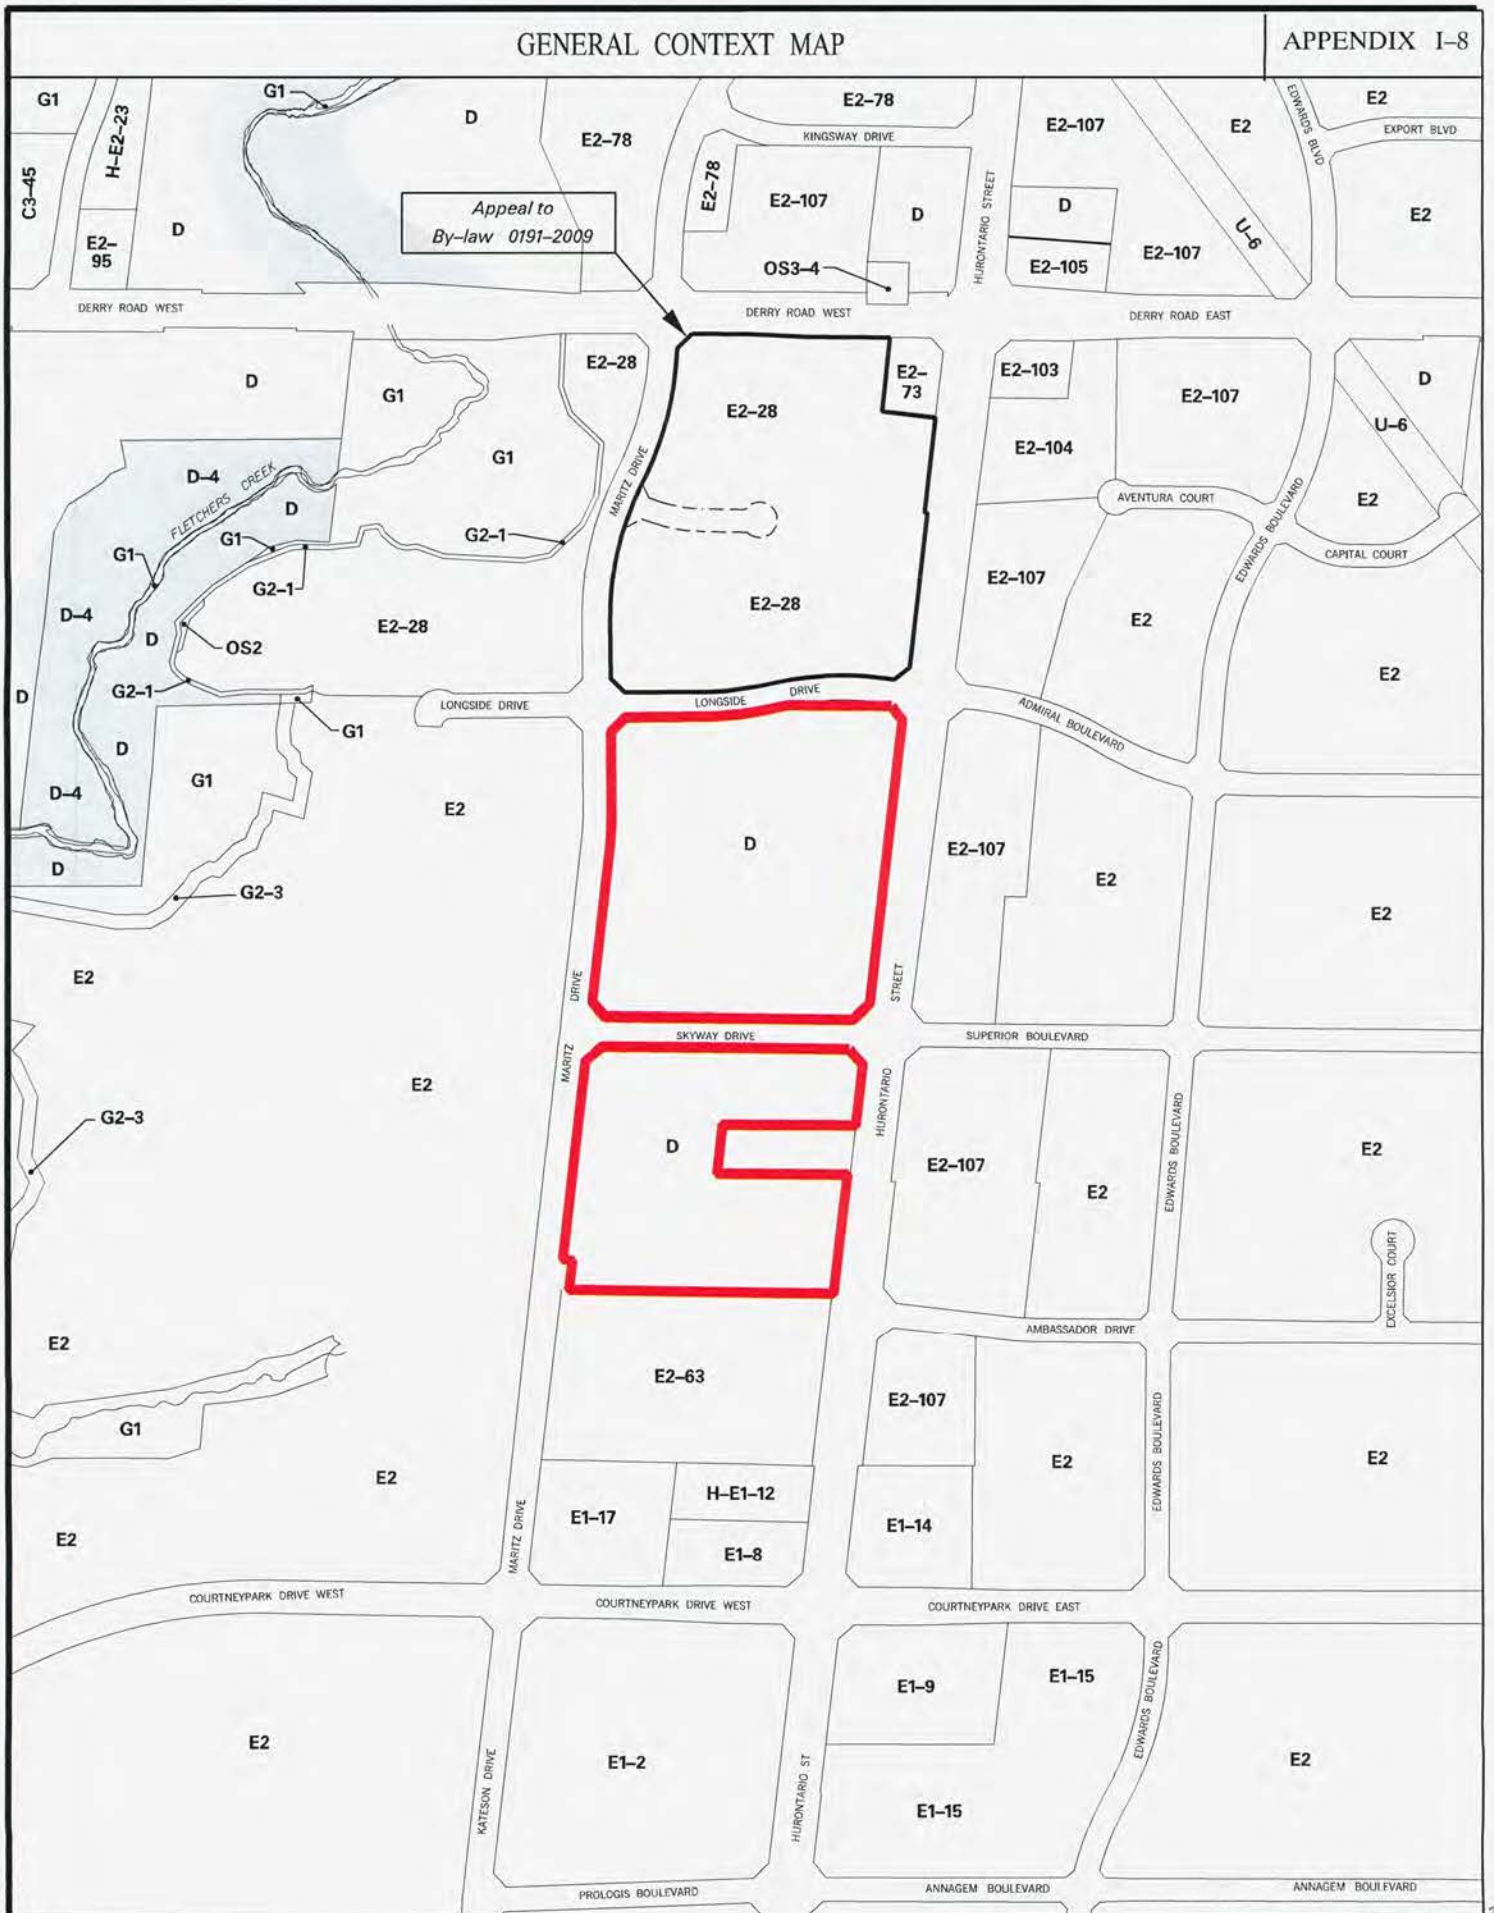 GENERAL CONTEXT MAP
APPENDIX I–8
G1
H–E2–23
G1
D
E2–78
E2–78
KINGSWAY DRIVE
E2–107
E2
EDWARDS BLVD
E2
EXPORT BLVD
C3–45
E2–
95
D
Appeal to
By–law 0191–2009
E2–78
E2–107
D
OS3–4
HURONTARIO STREET
D
E2–105
E2–107
U–6
E2
DERRY ROAD WEST
DERRY ROAD WEST
DERRY ROAD EAST
D
G1
E2–28
E2–28
E2–
73
E2–103
E2–107
D
U–6
D–4
FLETCHERS CREEK
D
G1
MARITZ DRIVE
E2–104
AVENTURA COURT
EDWARDS BOULEVARD
E2
CAPITAL COURT
G1
G1
G2–1
G2–1
E2–107
D–4
D
OS2
E2–28
E2–28
E2
E2
D
G2–1
G1
LONGSIDE DRIVE
LONGSIDE DRIVE
ADMIRAL BOULEVARD
D
G1
D–4
E2
D
E2–107
E2
D
G2–3
E2
E2
DRIVE
STREET
MARITZ
SKYWAY DRIVE
SUPERIOR BOULEVARD
E2
G2–3
D
HURONTARIO
E2–107
E2
EDWARDS BOULEVARD
E2
EXCELSIOR COURT
AMBASSADOR DRIVE
E2
E2–63
E2–107
G1
E2
EDWARDS BOULEVARD
E2
E2
E2
MARITZ DRIVE
E1–17
H–E1–12
E1–8
E1–14
COURTNEYPARK DRIVE WEST
COURTNEYPARK DRIVE WEST
COURTNEYPARK DRIVE EAST
E2
KATESON DRIVE
E1–2
HURONTARIO ST
E1–9
E1–15
EDWARDS BOULEVARD
E2
E1–15
PROLOGIS BOULEVARD
ANNAGEM BOULEVARD
ANNAGEM BOULEVARD